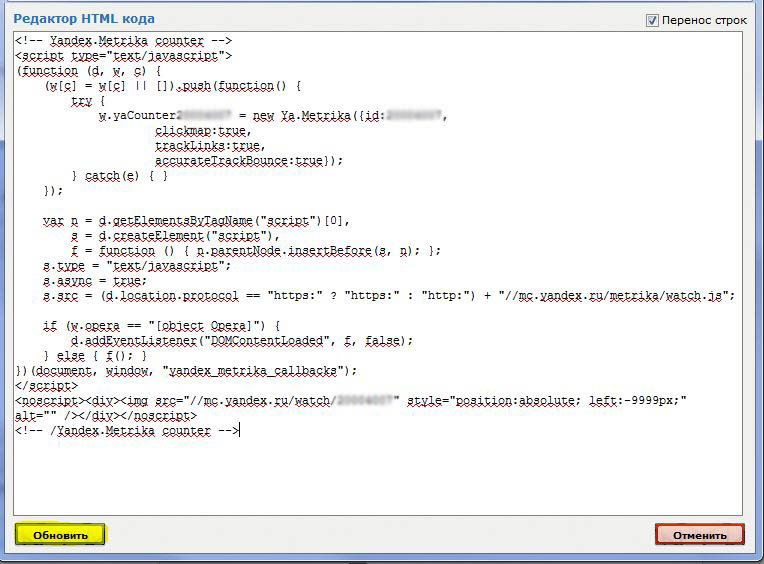 Редактор HTML кода
Перенос строк
<!-- Yandex.Metrika counter -->
<script type="text/javascript">
(function (d, w, c) {
    (w[c] = w[c] || []).push(function() {
        try {
            w.yaCounter = new Ya.Metrika({id: ,
                    clickmap:true,
                    trackLinks:true,
                    accurateTrackBounce:true});
        } catch(e) { }
    });

    var n = d.getElementsByTagName("script")[0],
        s = d.createElement("script"),
        f = function () { n.parentNode.insertBefore(s, n); };
    s.type = "text/javascript";
    s.async = true;
    s.src = (d.location.protocol == "https:" ? "https:" : "http:") + "//mc.yandex.ru/metrika/watch.js";

    if (w.opera == "[object Opera]") {
        d.addEventListener("DOMContentLoaded", f, false);
    } else { f(); }
})(document, window, "yandex_metrika_callbacks");
</script>
<noscript><div><img src="//mc.yandex.ru/watch/" style="position:absolute; left:-9999px;"
alt="" /></div></noscript>
<!-- /Yandex.Metrika counter -->
Обновить
Отменить